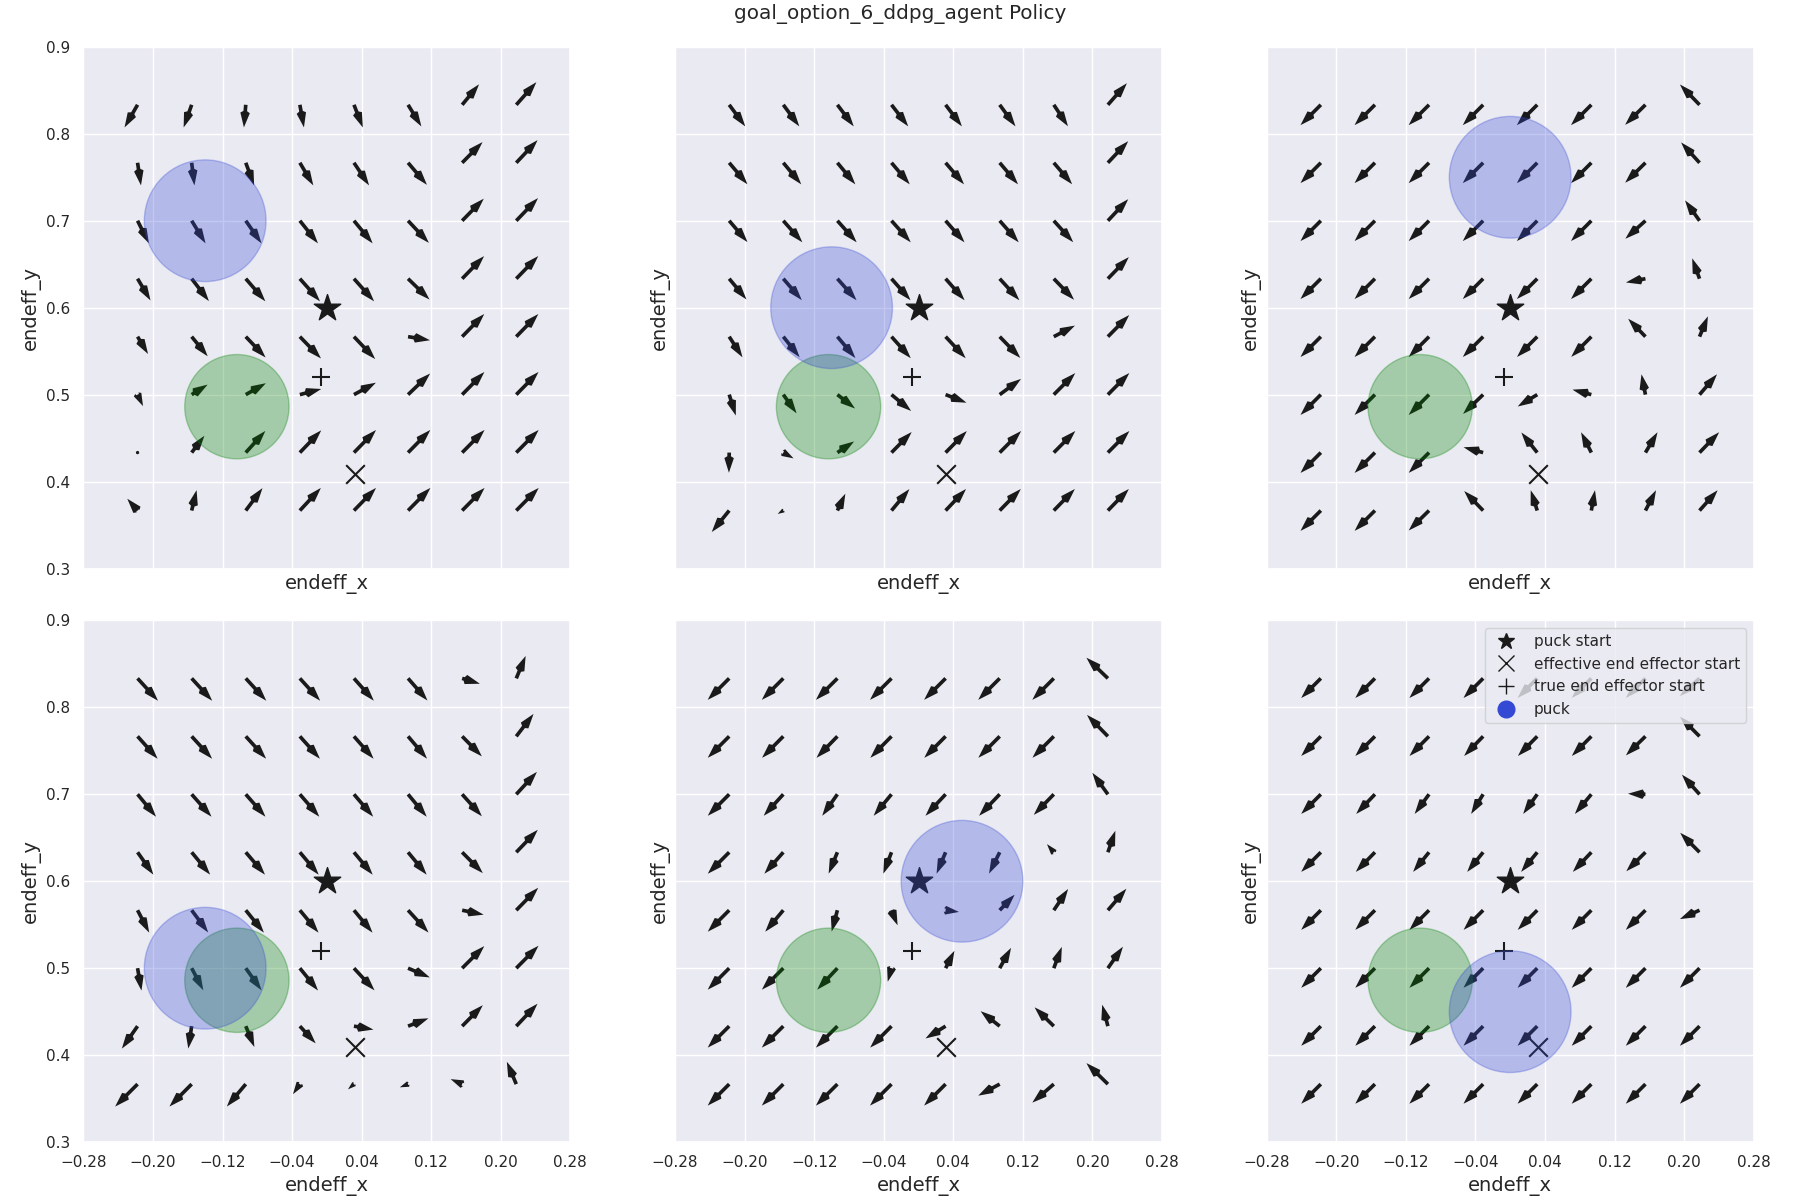 goal_option_6_ddpg_agent Policy
0.9
0.8
0.7
0.6
0.5
0.4
0.3
endeff_y
endeff_x
endeff_y
endeff_x
endeff_y
endeff_x
0.9
0.8
0.7
0.6
0.5
0.4
0.3
endeff_y
−0.28 −0.20 −0.12 −0.04 0.04 0.12 0.20 0.28
endeff_x
endeff_y
−0.28 −0.20 −0.12 −0.04 0.04 0.12 0.20 0.28
endeff_x
puck start
effective end effector start
true end effector start
puck
endeff_y
−0.28 −0.20 −0.12 −0.04 0.04 0.12 0.20 0.28
endeff_x